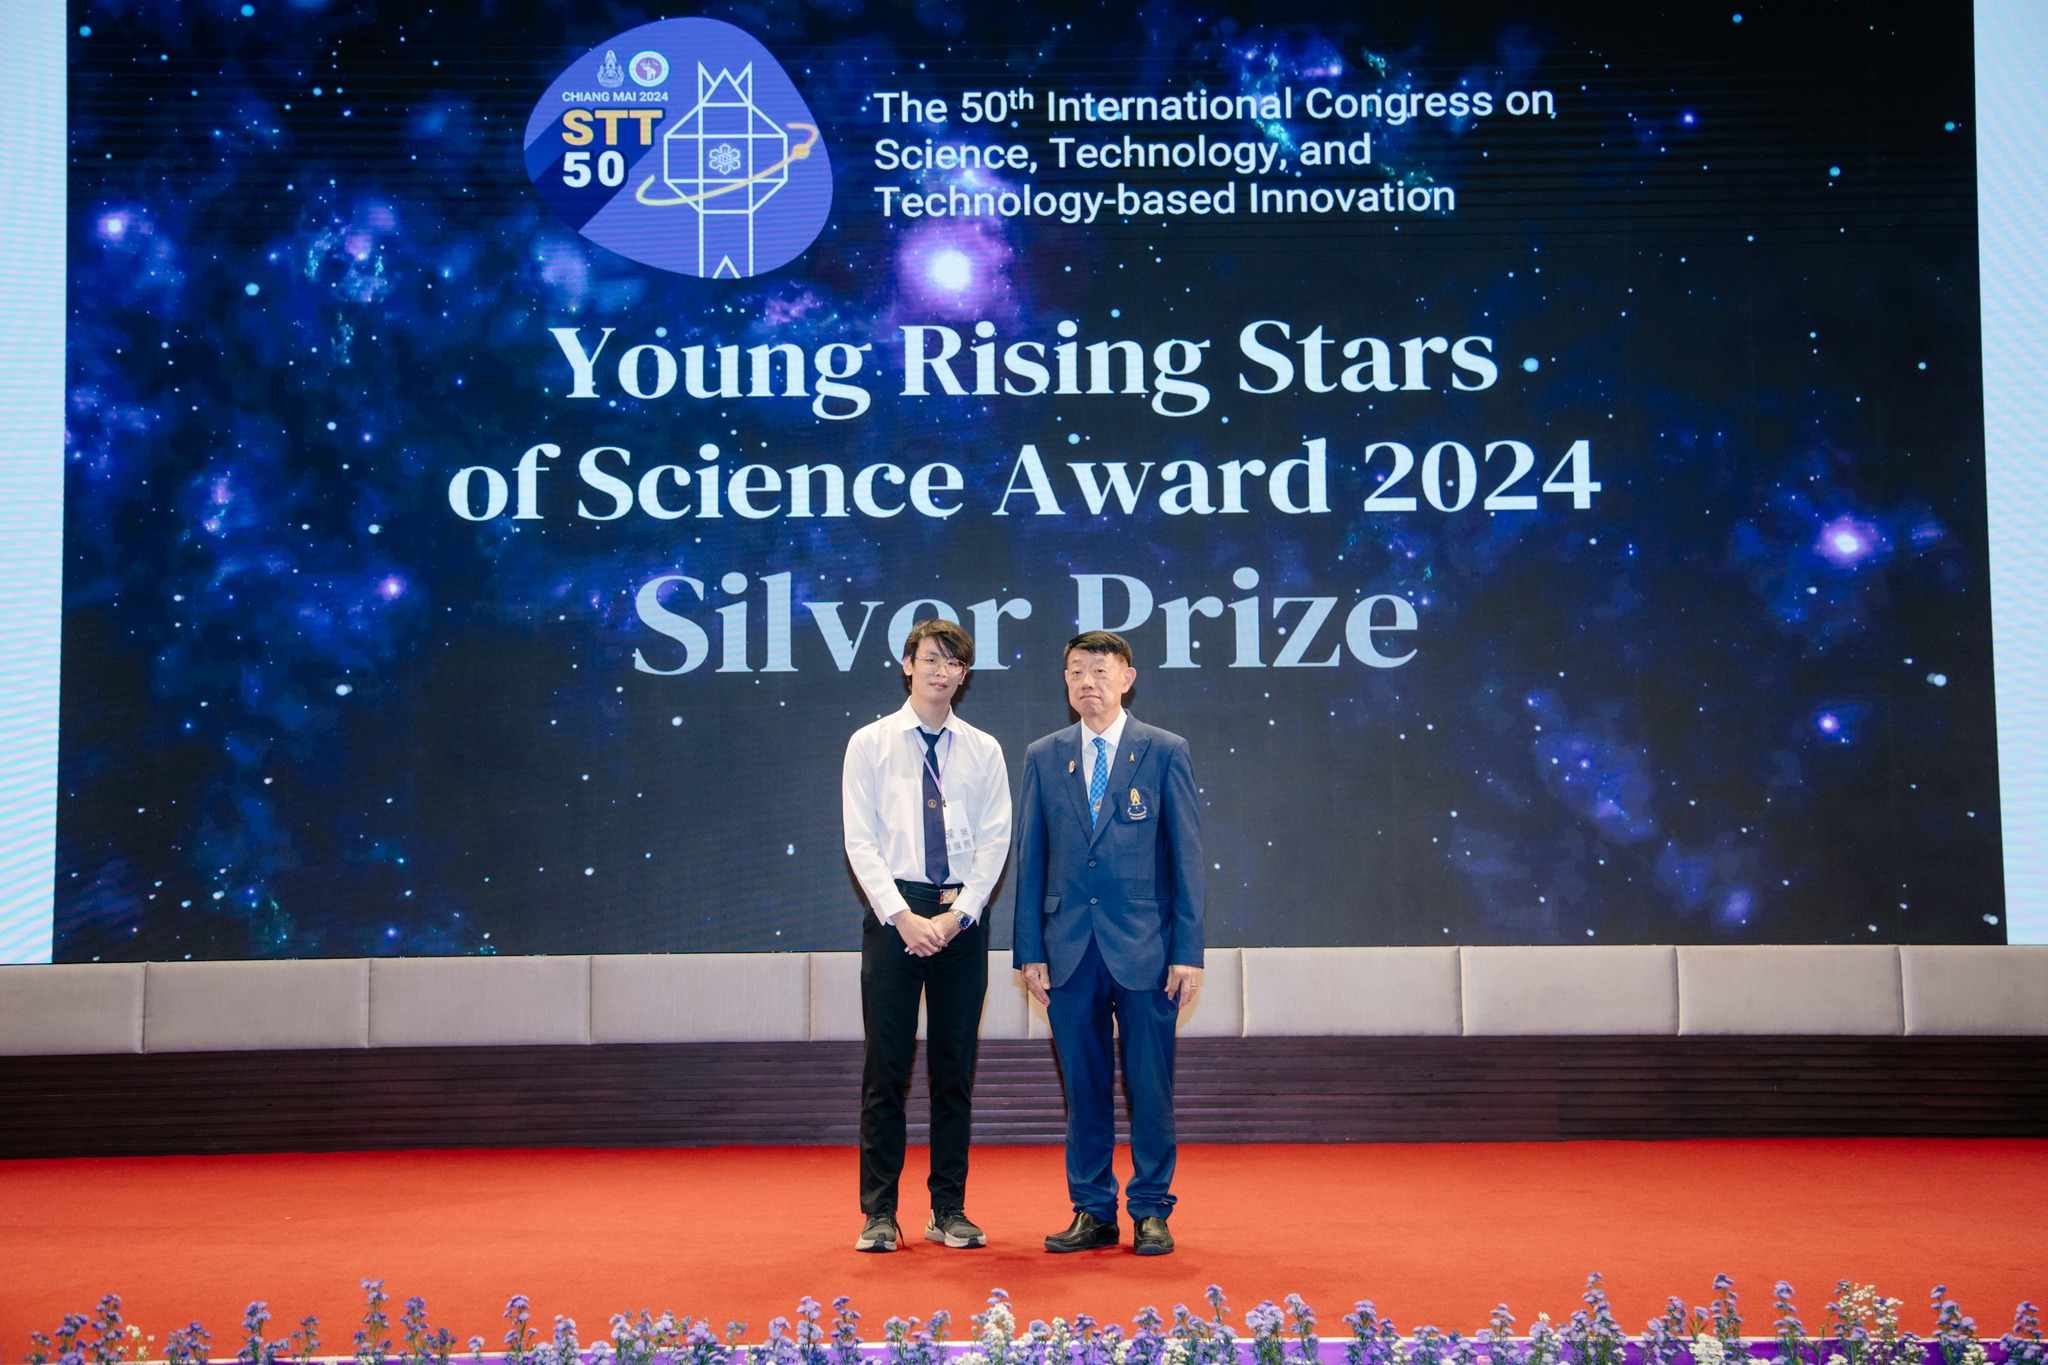 CHIANG MAI 2024
STT
50
The 50th International Congress on
Science, Technology, and
Technology-based Innovation
Young Rising Stars
of Science Award 2024
Silver Prize